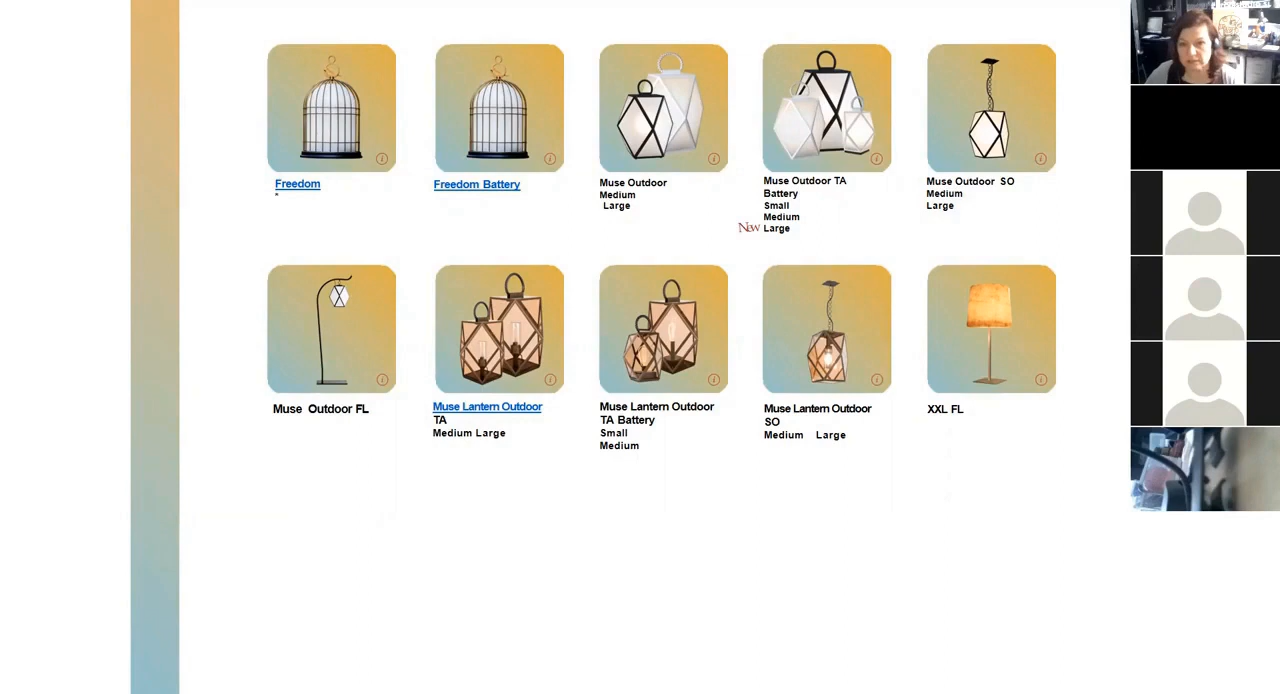 Freedom
Freedom Battery
Muse Outdoor
Medium
Large
Muse Outdoor TA
Battery
Small
Medium
New Large
Muse Outdoor SO
Medium
Large
Muse Outdoor FL
Muse Lantern Outdoor
TA
Medium Large
Muse Lantern Outdoor
TA Battery
Small
Medium
Muse Lantern Outdoor
SO
Medium Large
XXL FL